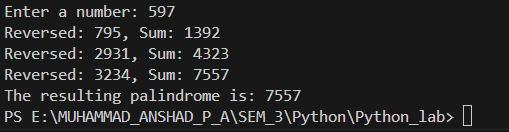 Enter a number: 597
Reversed: 795, Sum: 1392
Reversed: 2931, Sum: 4323
Reversed: 3234, Sum: 7557
The resulting palindrome is: 7557
PS E:\MUHAMMAD_ANSHAD_P_A\SEM_3\Python\Python_lab>